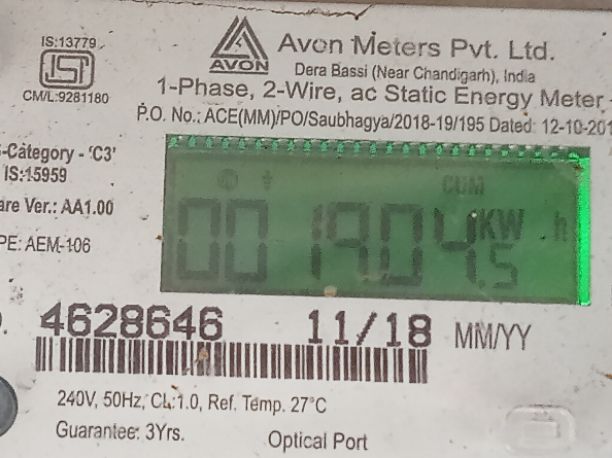 IS:13779
CM/L:9281180
AVON
Avon Meters Pvt. Ltd.
Dera Bassi (Near Chandigarh), India
1-Phase, 2-Wire, ac Static Energy Meter
P.O. No.: ACE(MM)/PO/Saubhagya/2018-19/195 Dated: 12-10-201
-Category - 'C3'
IS:15959
are Ver.: AA1.00
PE: AEM-106
CUM
001904.5 KW h
4628646 11/18 MM/YY
240V, 50Hz, CL:1.0, Ref. Temp. 27°C
Guarantee: 3Yrs.
Optical Port